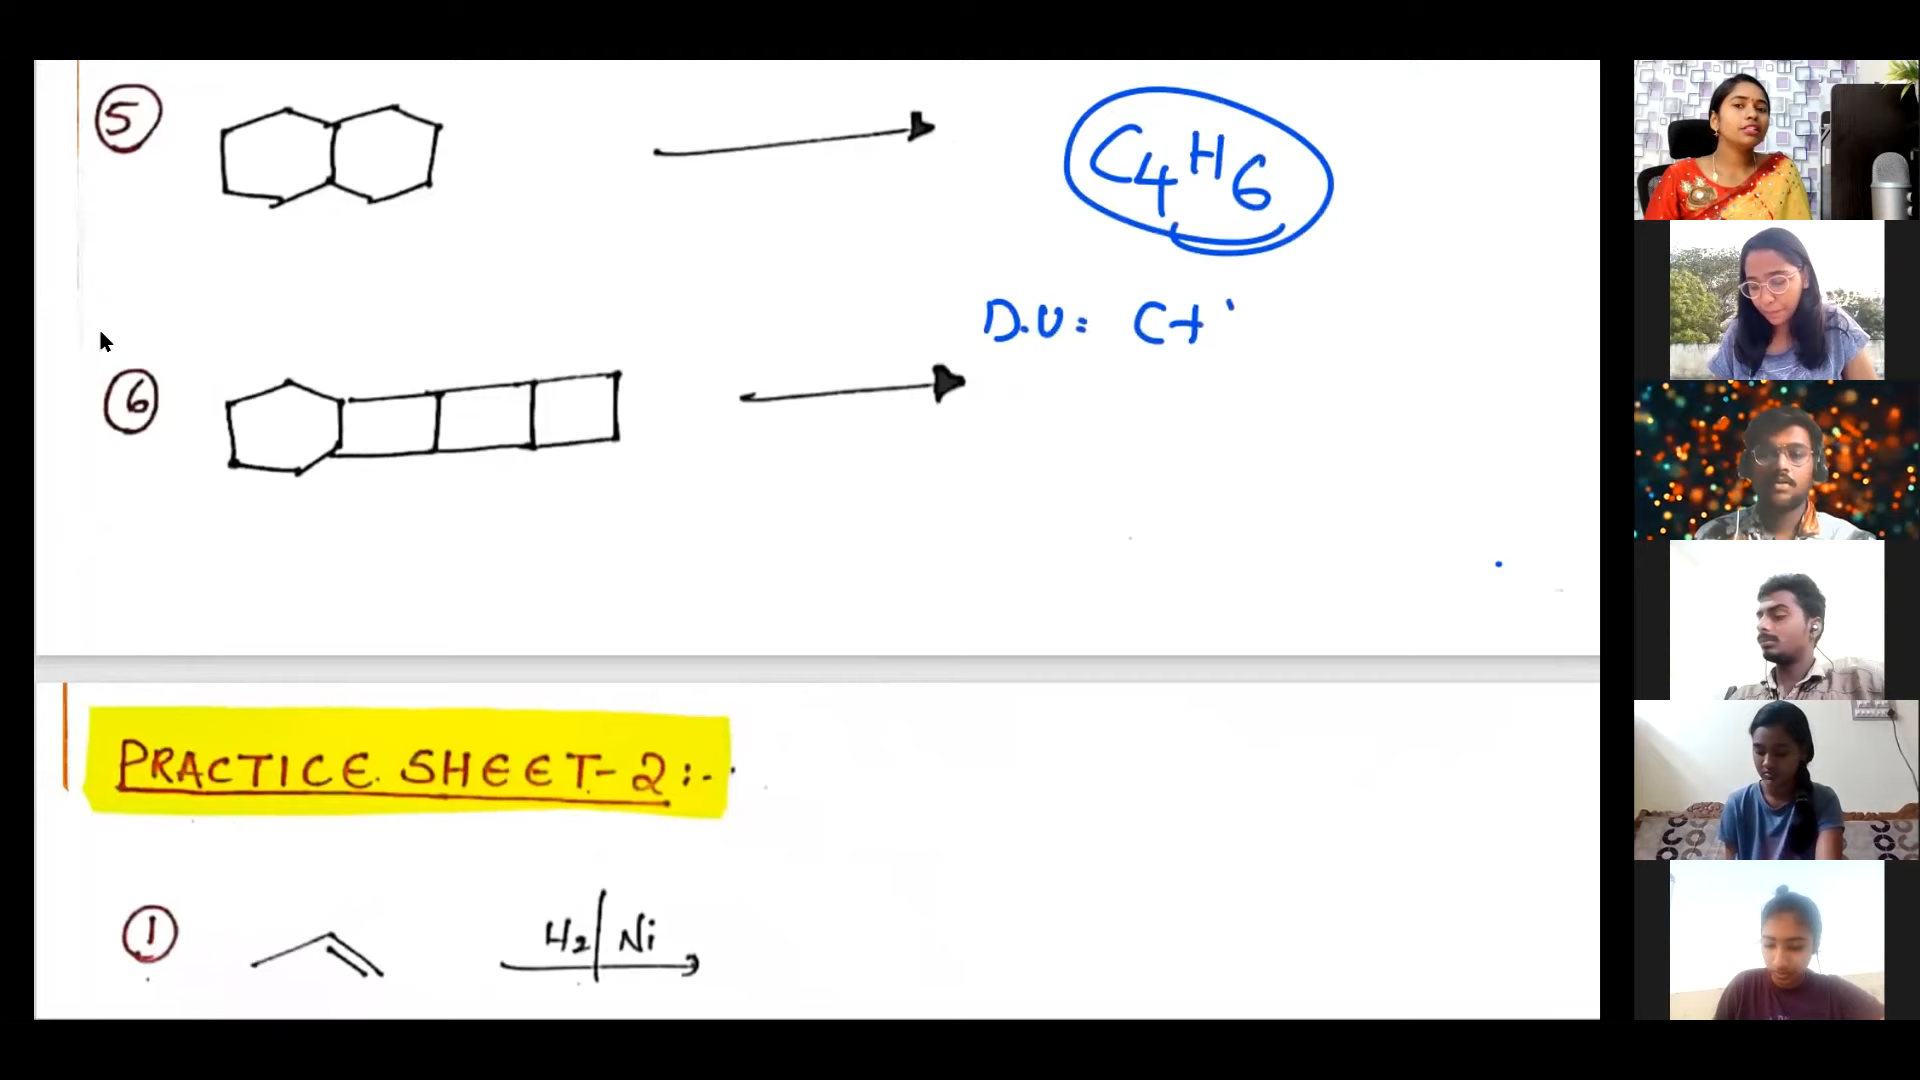 5
C4H6
D.U = C+
6
PRACTICE SHEET-2:-
1
H2 | Ni